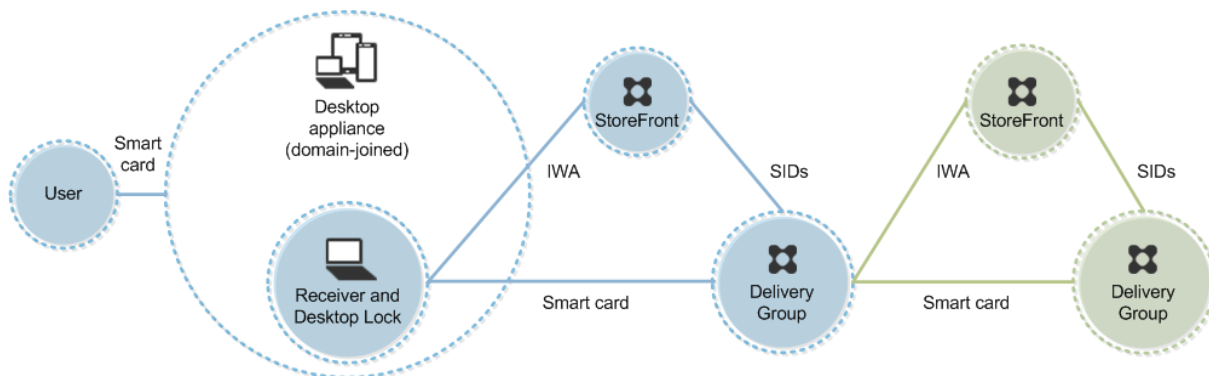 Smart
card
User
Desktop
appliance
(domain-joined)
Receiver and
Desktop Lock
StoreFront
IWA
SIDs
Smart card
Delivery
Group
StoreFront
IWA
SIDs
Smart card
Delivery
Group